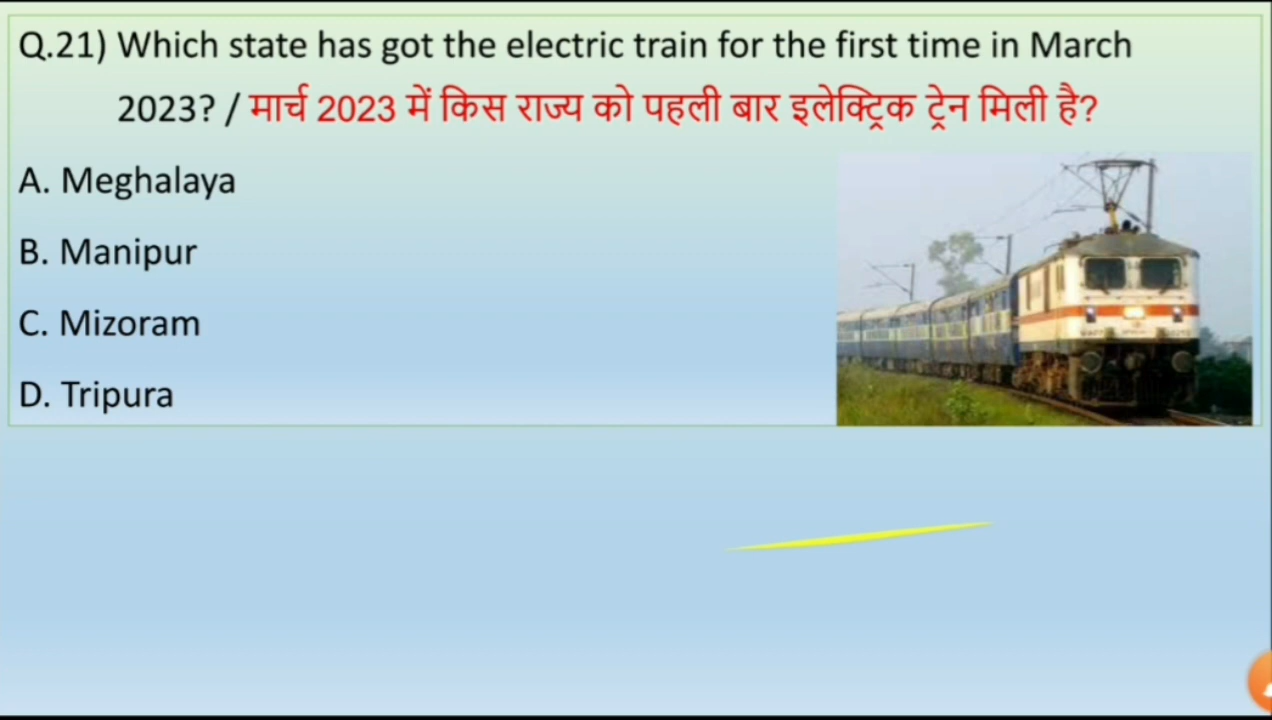 Q.21) Which state has got the electric train for the first time in March
2023? / मार्च 2023 में किस राज्य को पहली बार इलेक्ट्रिक ट्रेन मिली है?
A. Meghalaya
B. Manipur
C. Mizoram
D. Tripura